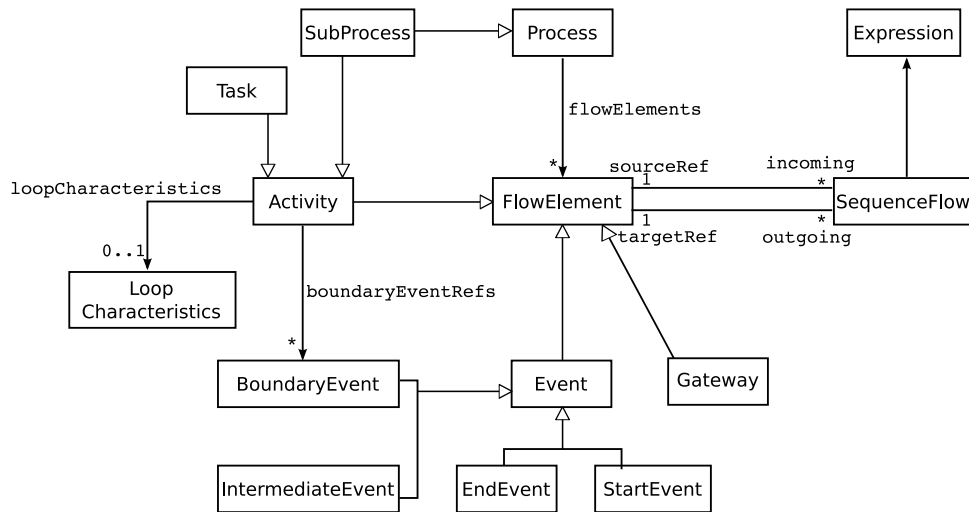 SubProcess
Process
Expression
Task
flowElements
*
sourceRef
incoming
loopCharacteristics
1
*
Activity
FlowElement
SequenceFlow
1
*
targetRef
outgoing
0..1
Loop
Characteristics
boundaryEventRefs
*
BoundaryEvent
Event
Gateway
IntermediateEvent
EndEvent
StartEvent